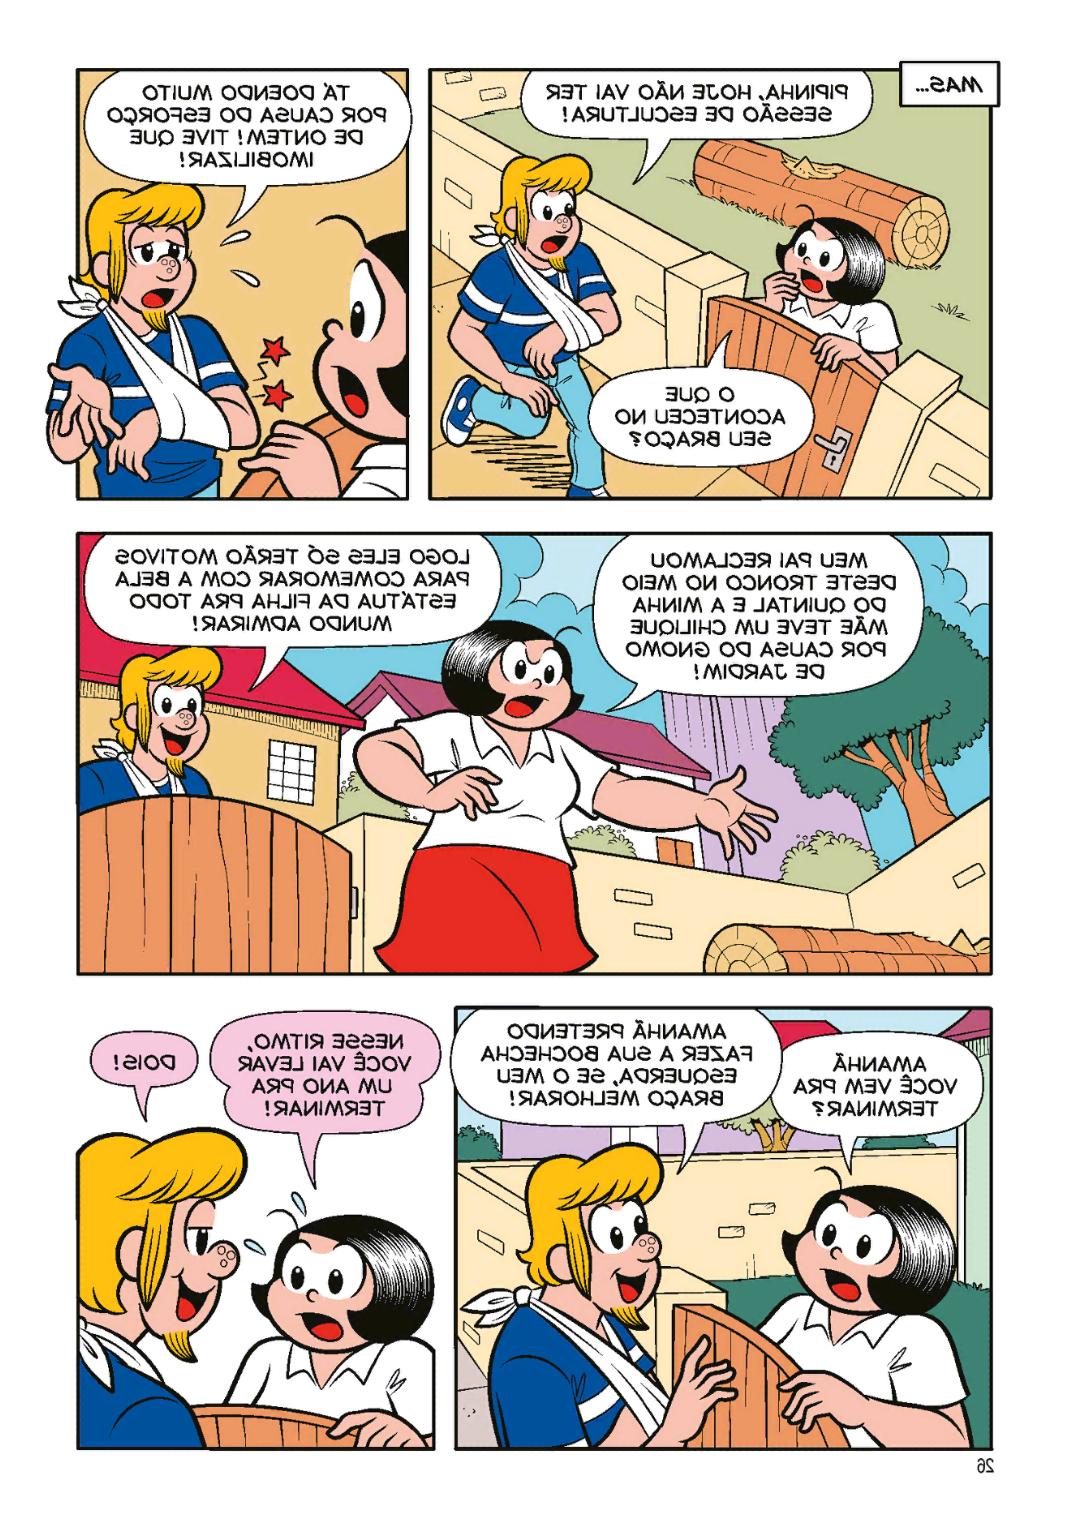 MAS...
PIPINHA, HOJE NÃO VAI TER
SESSÃO DE ESCULTURA!
O QUE
ACONTECEU NO
SEU BRAÇO?
TÁ DOENDO MUITO
POR CAUSA DO ESFORÇO
DE ONTEM! TIVE QUE
IMOBILIZAR!
MEU PAI RECLAMOU
DESTE TRONCO NO MEIO
DO QUINTAL E A MINHA
MÃE TEVE UM CHILIQUE
POR CAUSA DO GNOMO
DE JARDIM!
LOGO ELES SÓ TERÃO MOTIVOS
PARA COMEMORAR COM A BELA
ESTÁTUA DA FILHA PRA TODO
MUNDO ADMIRAR!
AMANHÃ
VOCÊ VEM PRA
TERMINAR?
AMANHÃ PRETENDO
FAZER A SUA BOCHECHA
ESQUERDA, SE O MEU
BRAÇO MELHORAR!
NESSE RITMO,
VOCÊ VAI LEVAR
UM ANO PRA
TERMINAR!
DOIS!
26